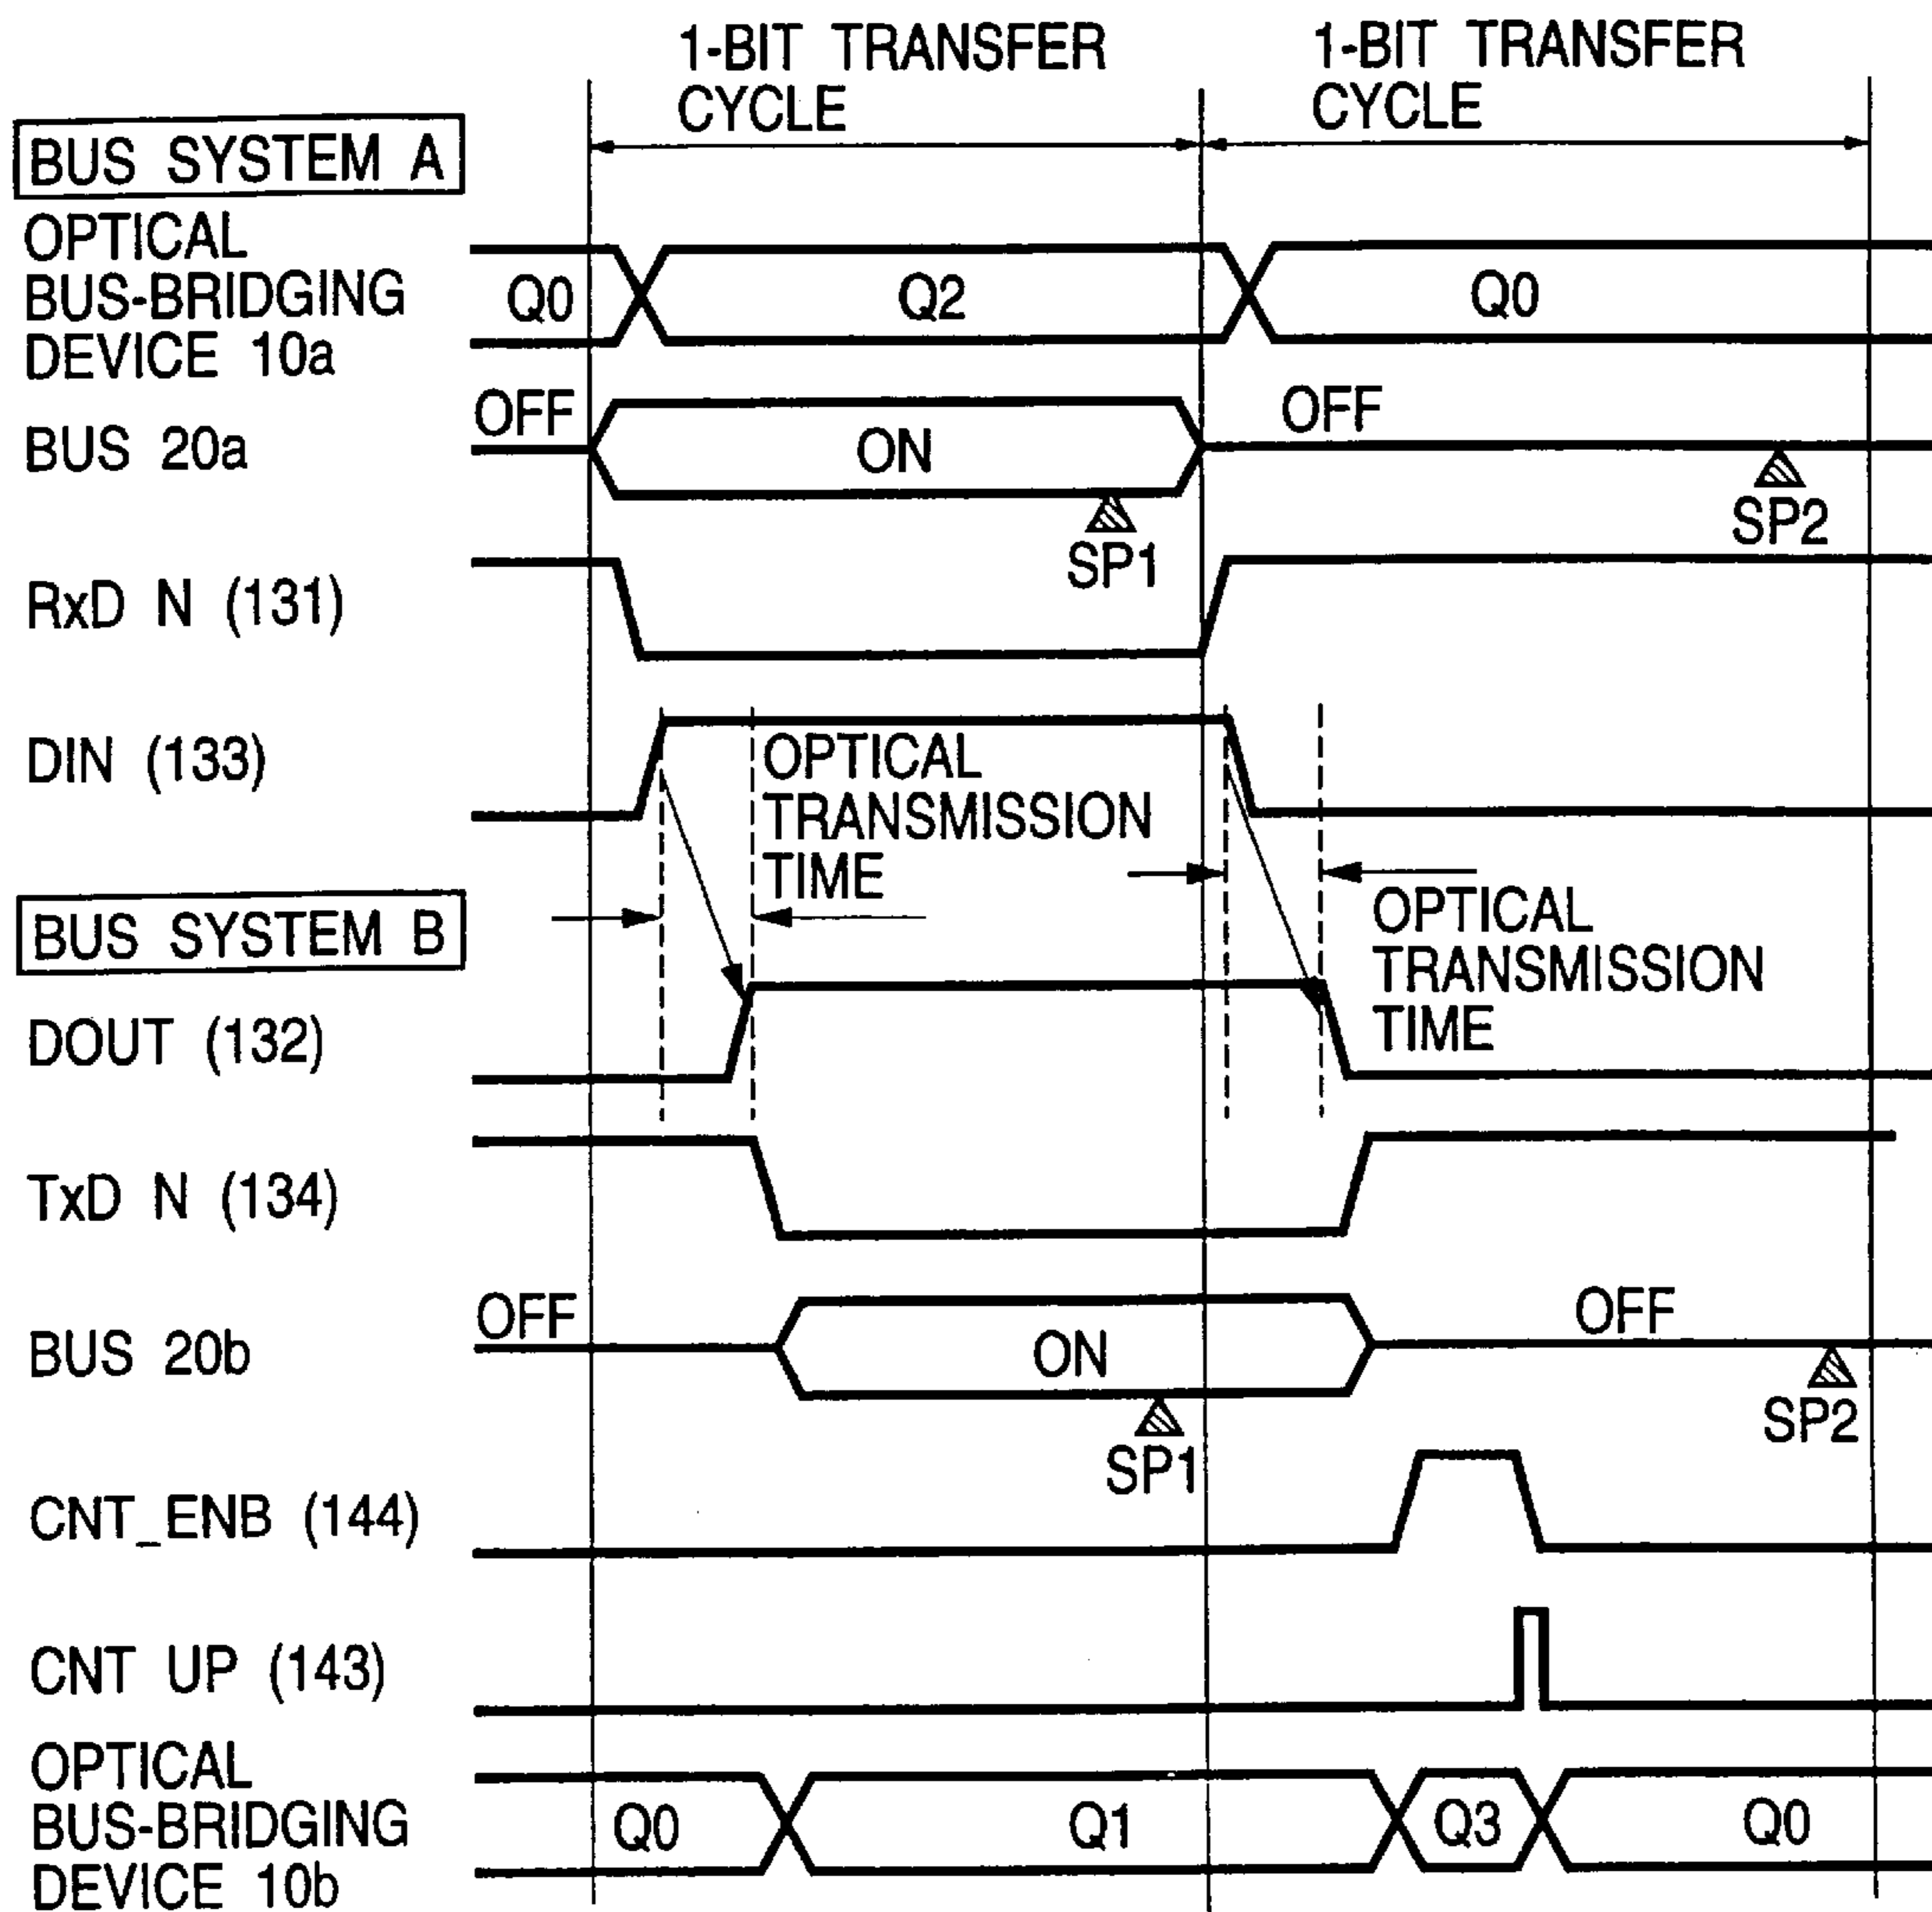 1-BIT TRANSFER
CYCLE
1-BIT TRANSFER
CYCLE
BUS SYSTEM A
OPTICAL
BUS-BRIDGING
DEVICE 10a
Q0
Q2
Q0
BUS 20a
OFF
ON
OFF
SP1
SP2
RxD N (131)
DIN (133)
OPTICAL
TRANSMISSION
TIME
BUS SYSTEM B
OPTICAL
TRANSMISSION
TIME
DOUT (132)
TxD N (134)
BUS 20b
OFF
ON
OFF
SP1
SP2
CNT_ENB (144)
CNT UP (143)
OPTICAL
BUS-BRIDGING
DEVICE 10b
Q0
Q1
Q3
Q0